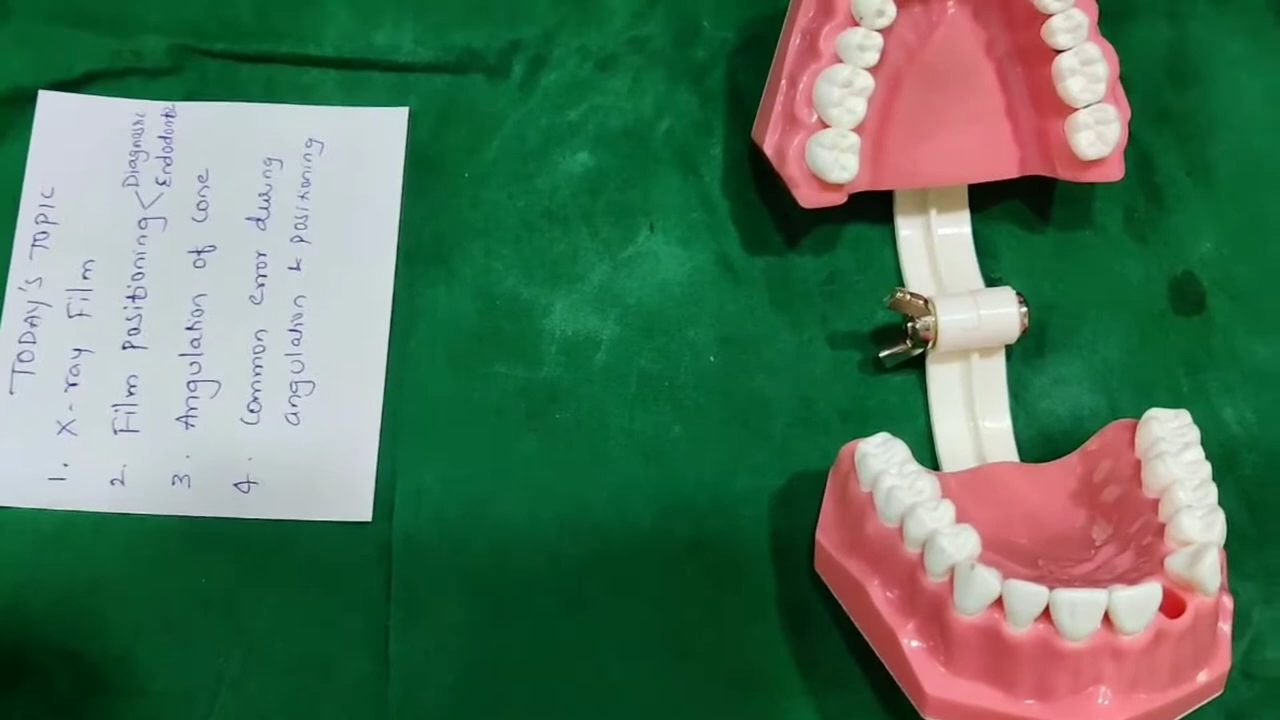 TODAY'S TOPIC
1. X-ray Film
2. Film positioning < Diagnostic
Endodontic
3. Angulation of cone
4. Common error during
angulation & positioning